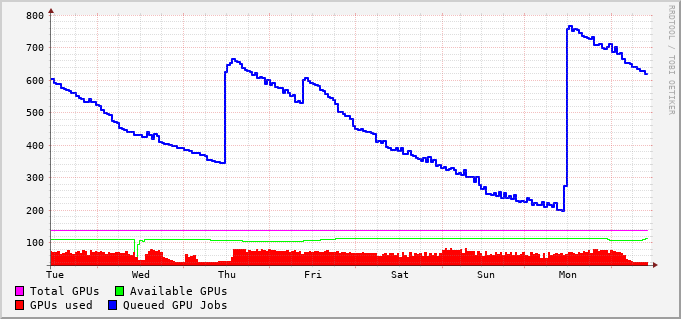 800
700
600
500
400
300
200
100
Tue Wed Thu Fri Sat Sun Mon
Total GPUs Available GPUs
GPUs used Queued GPU Jobs
RRDTOOL / TOBI OETIKER